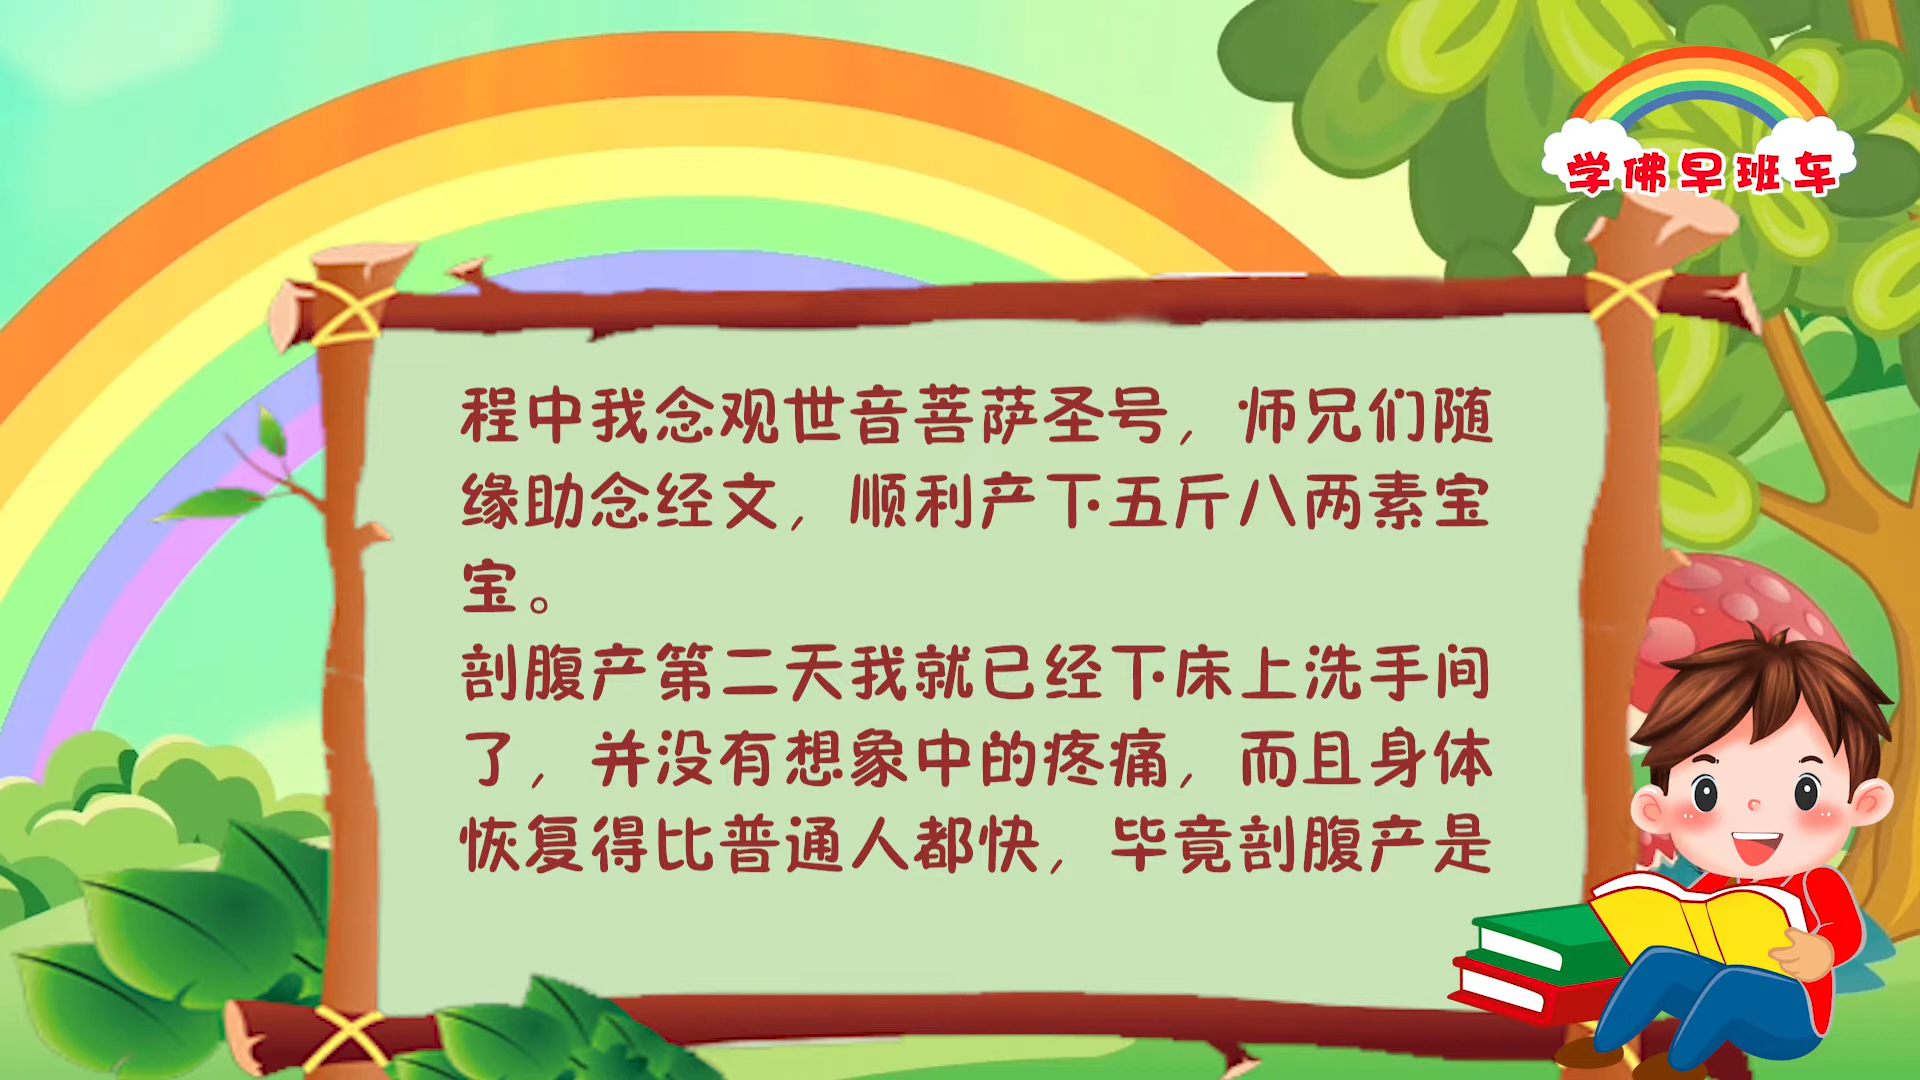 学佛早班车
程中我念观世音菩萨圣号，师兄们随
缘助念经文，顺利产下五斤八两素宝
宝。
剖腹产第二天我就已经下床上洗手间
了，并没有想象中的疼痛，而且身体
恢复得比普通人都快，毕竟剖腹产是